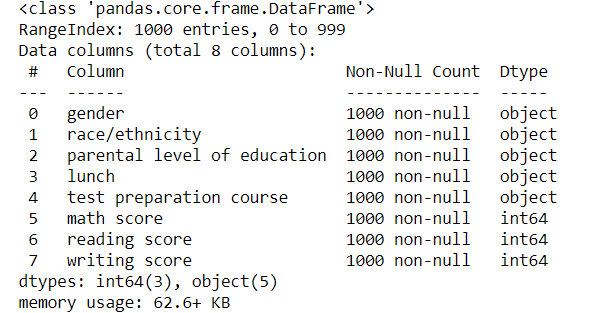 <class 'pandas.core.frame.DataFrame'>
RangeIndex: 1000 entries, 0 to 999
Data columns (total 8 columns):
 #   Column                       Non-Null Count  Dtype
---  ------                       --------------  -----
 0   gender                       1000 non-null   object
 1   race/ethnicity               1000 non-null   object
 2   parental level of education  1000 non-null   object
 3   lunch                        1000 non-null   object
 4   test preparation course      1000 non-null   object
 5   math score                   1000 non-null   int64
 6   reading score                1000 non-null   int64
 7   writing score                1000 non-null   int64
dtypes: int64(3), object(5)
memory usage: 62.6+ KB